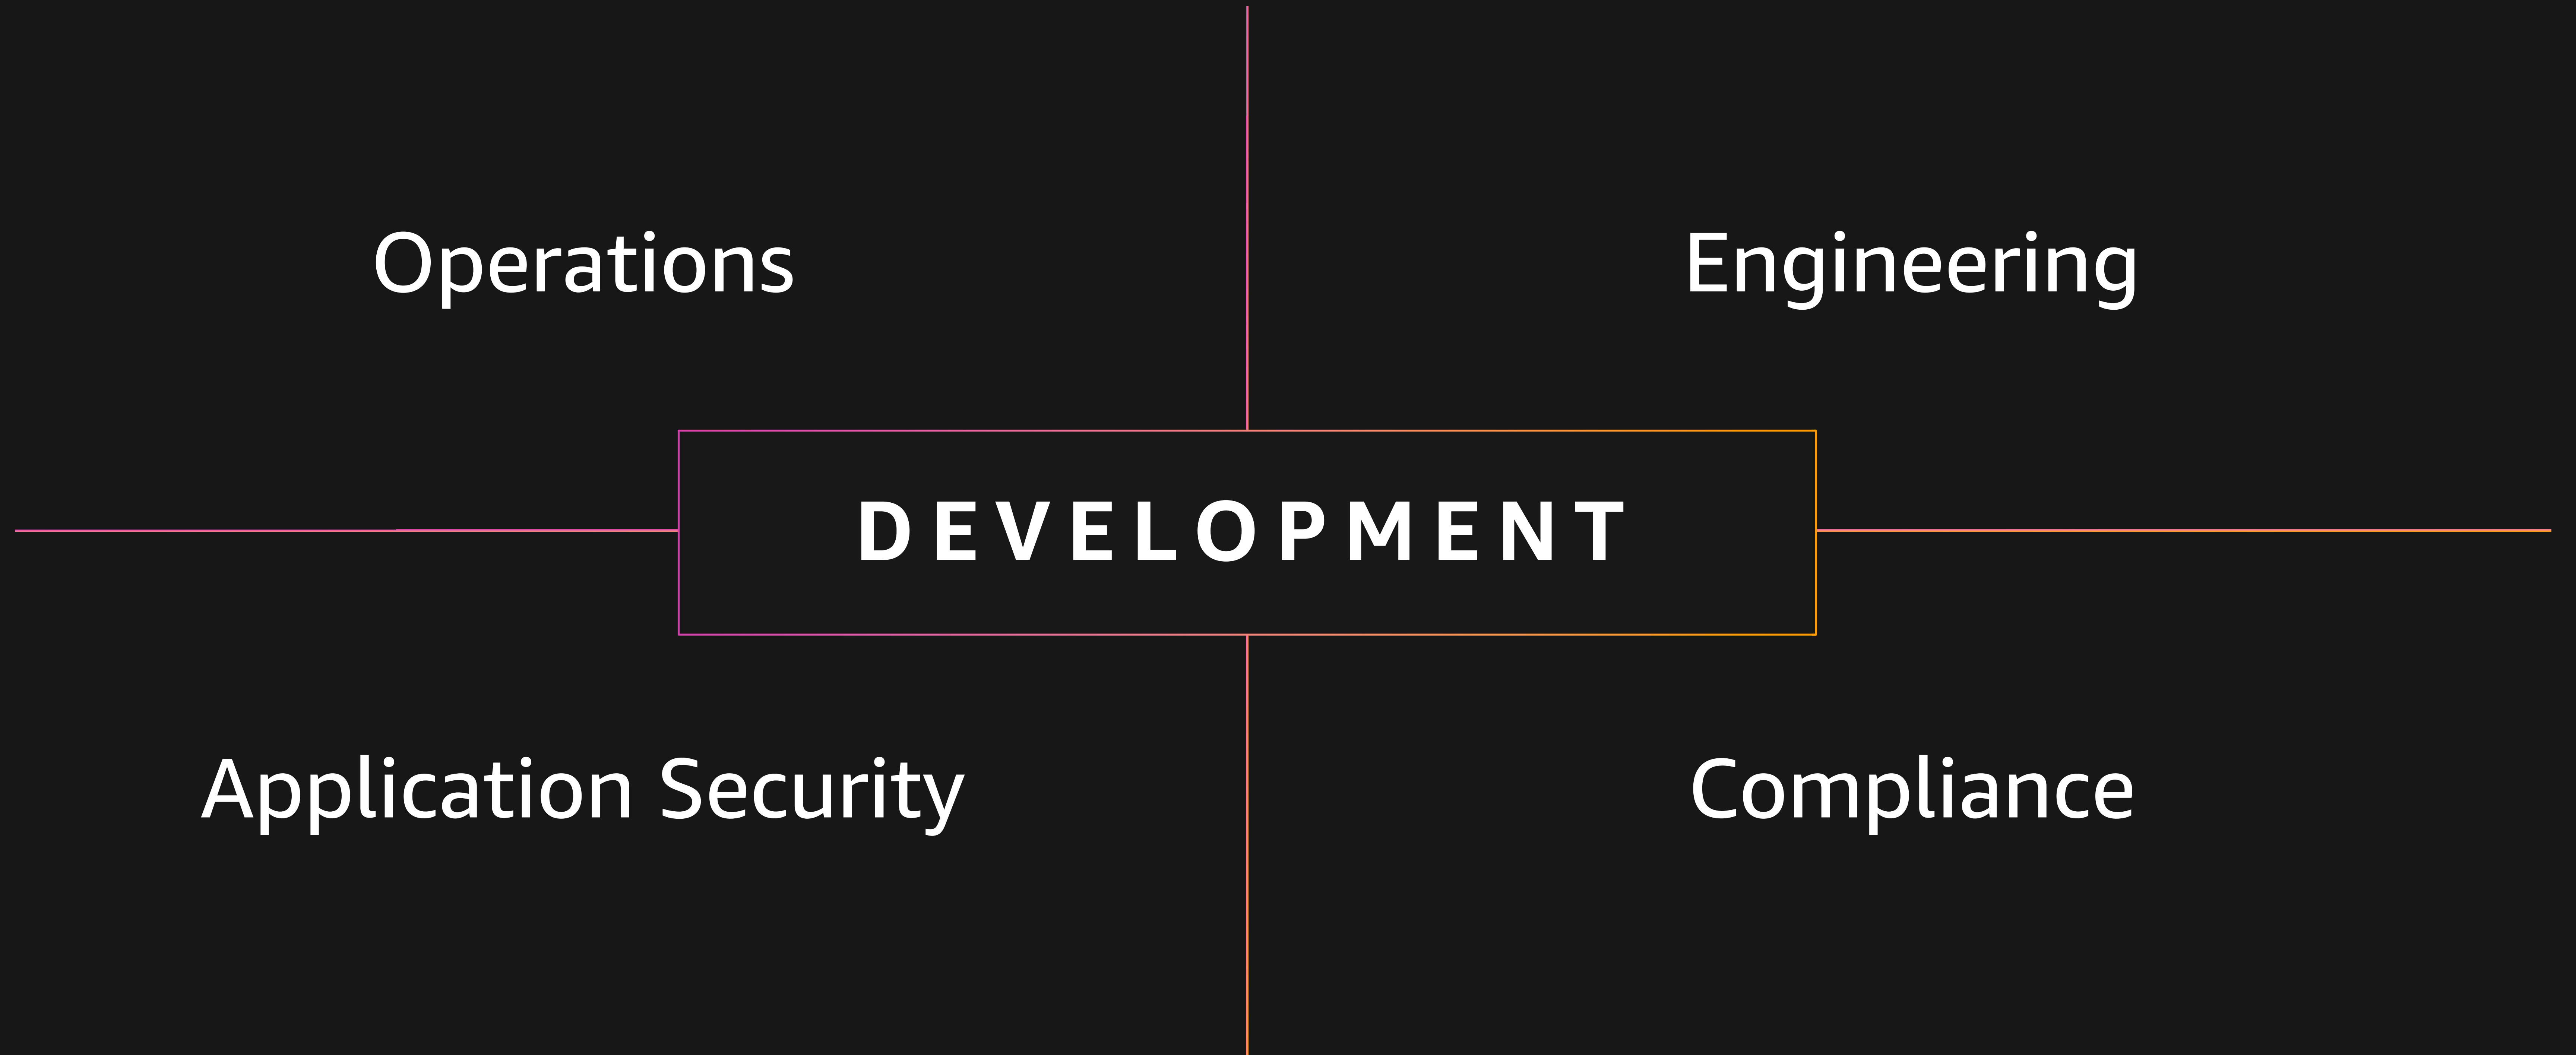 Operations
Engineering
DEVELOPMENT
Application Security
Compliance